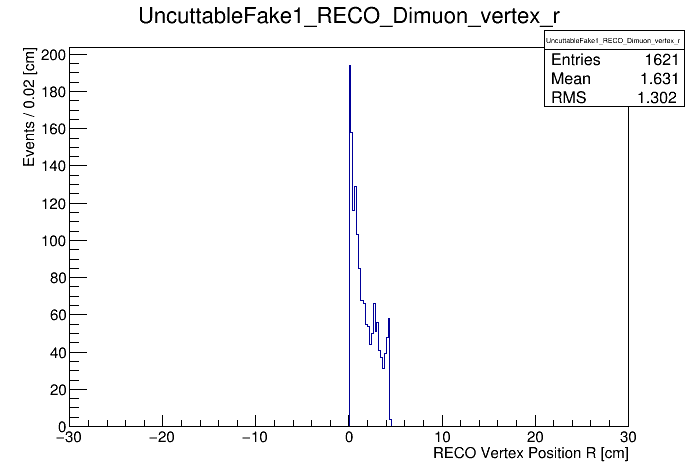 UncuttableFake1_RECO_Dimuon_vertex_r
UncuttableFake1_RECO_Dimuon_vertex_r
Entries 1621
Mean 1.631
RMS 1.302
Events / 0.02 [cm]
200
180
160
140
120
100
80
60
40
20
0
−30 −20 −10 0 10 20 30
RECO Vertex Position R [cm]